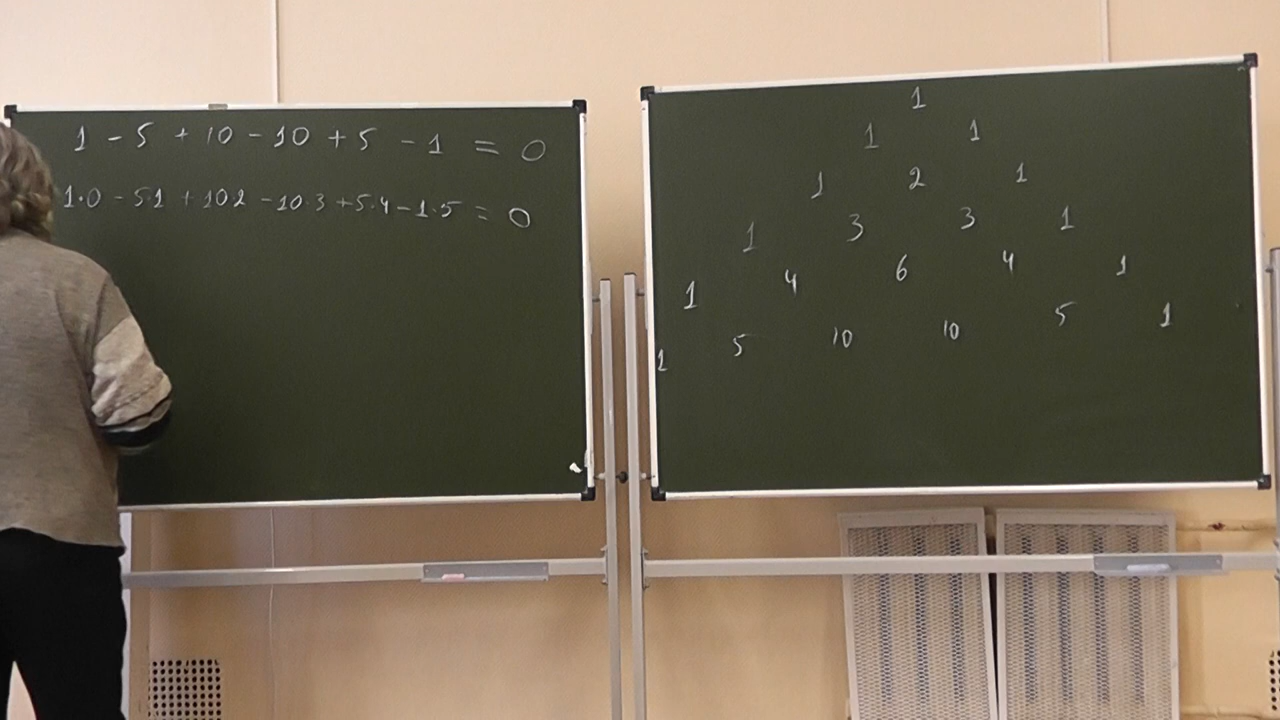 1 - 5 + 10 - 10 + 5 - 1 = 0
1·0 - 5·1 + 10·2 - 10·3 + 5·4 - 1·5 = 0
1
1 1
1 2 1
1 3 3 1
1 4 6 4 1
1 5 10 10 5 1